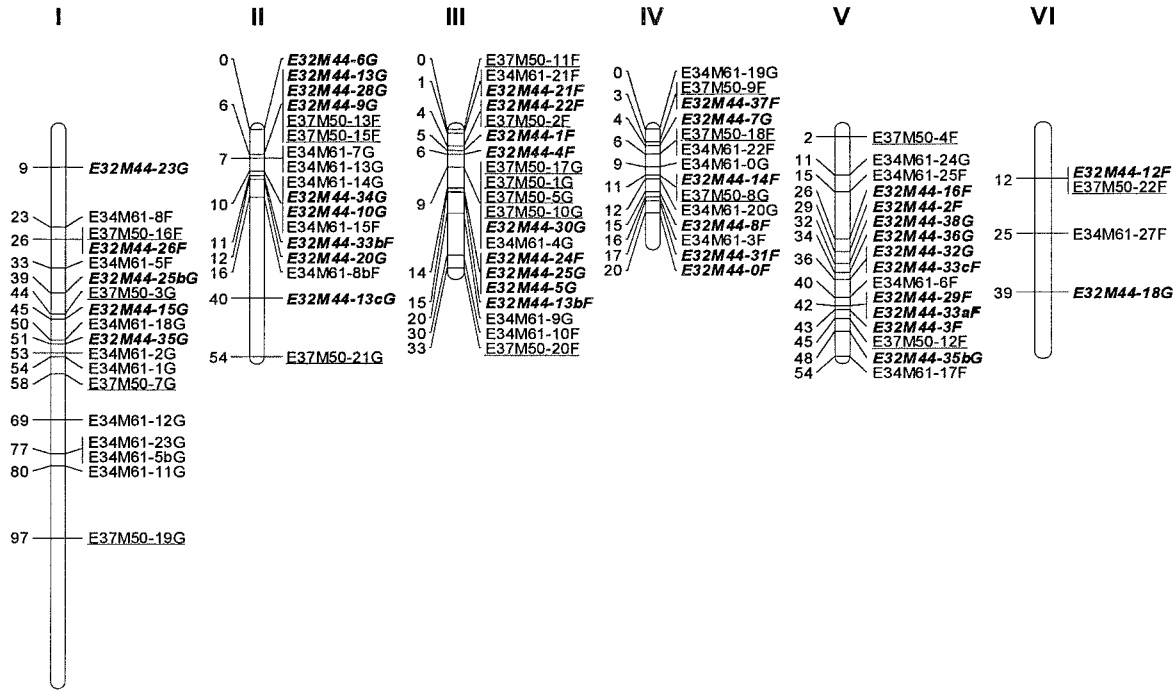 I
9 E32M44-23G
23 E34M61-8F
26 E37M50-16F
E32M44-26F
33 E34M61-5F
39 E32M44-25bG
44 E37M50-3G
45 E32M44-15G
50 E34M61-18G
51 E32M44-35G
53 E34M61-2G
54 E34M61-1G
58 E37M50-7G
69 E34M61-12G
77 E34M61-23G
E34M61-5bG
80 E34M61-11G
97 E37M50-19G
II
0 E32M44-6G
E32M44-13G
E32M44-28G
6 E32M44-9G
E37M50-13F
E37M50-15F
7 E34M61-7G
E34M61-13G
E34M61-14G
E32M44-34G
10 E32M44-10G
E34M61-15F
11 E32M44-33bF
12 E32M44-20G
16 E34M61-8bF
40 E32M44-13cG
54 E37M50-21G
III
0 E37M50-11F
1 E34M61-21F
E32M44-21F
4 E32M44-22F
E37M50-2F
5 E32M44-1F
6 E32M44-4F
E37M50-17G
E37M50-1G
9 E37M50-5G
E37M50-10G
E32M44-30G
E34M61-4G
E32M44-24F
14 E32M44-25G
E32M44-5G
15 E32M44-13bF
20 E34M61-9G
30 E34M61-10F
33 E37M50-20F
IV
0 E34M61-19G
3 E37M50-9F
E32M44-37F
4 E32M44-7G
6 E37M50-18F
E34M61-22F
9 E34M61-0G
11 E32M44-14F
E37M50-8G
12 E34M61-20G
15 E32M44-8F
16 E34M61-3F
17 E32M44-31F
20 E32M44-0F
V
2 E37M50-4F
11 E34M61-24G
15 E34M61-25F
26 E32M44-16F
29 E32M44-2F
32 E32M44-38G
34 E32M44-36G
36 E32M44-32G
E32M44-33cF
40 E34M61-6F
42 E32M44-29F
E32M44-33aF
43 E32M44-3F
45 E37M50-12F
48 E32M44-35bG
54 E34M61-17F
VI
12 E32M44-12F
E37M50-22F
25 E34M61-27F
39 E32M44-18G